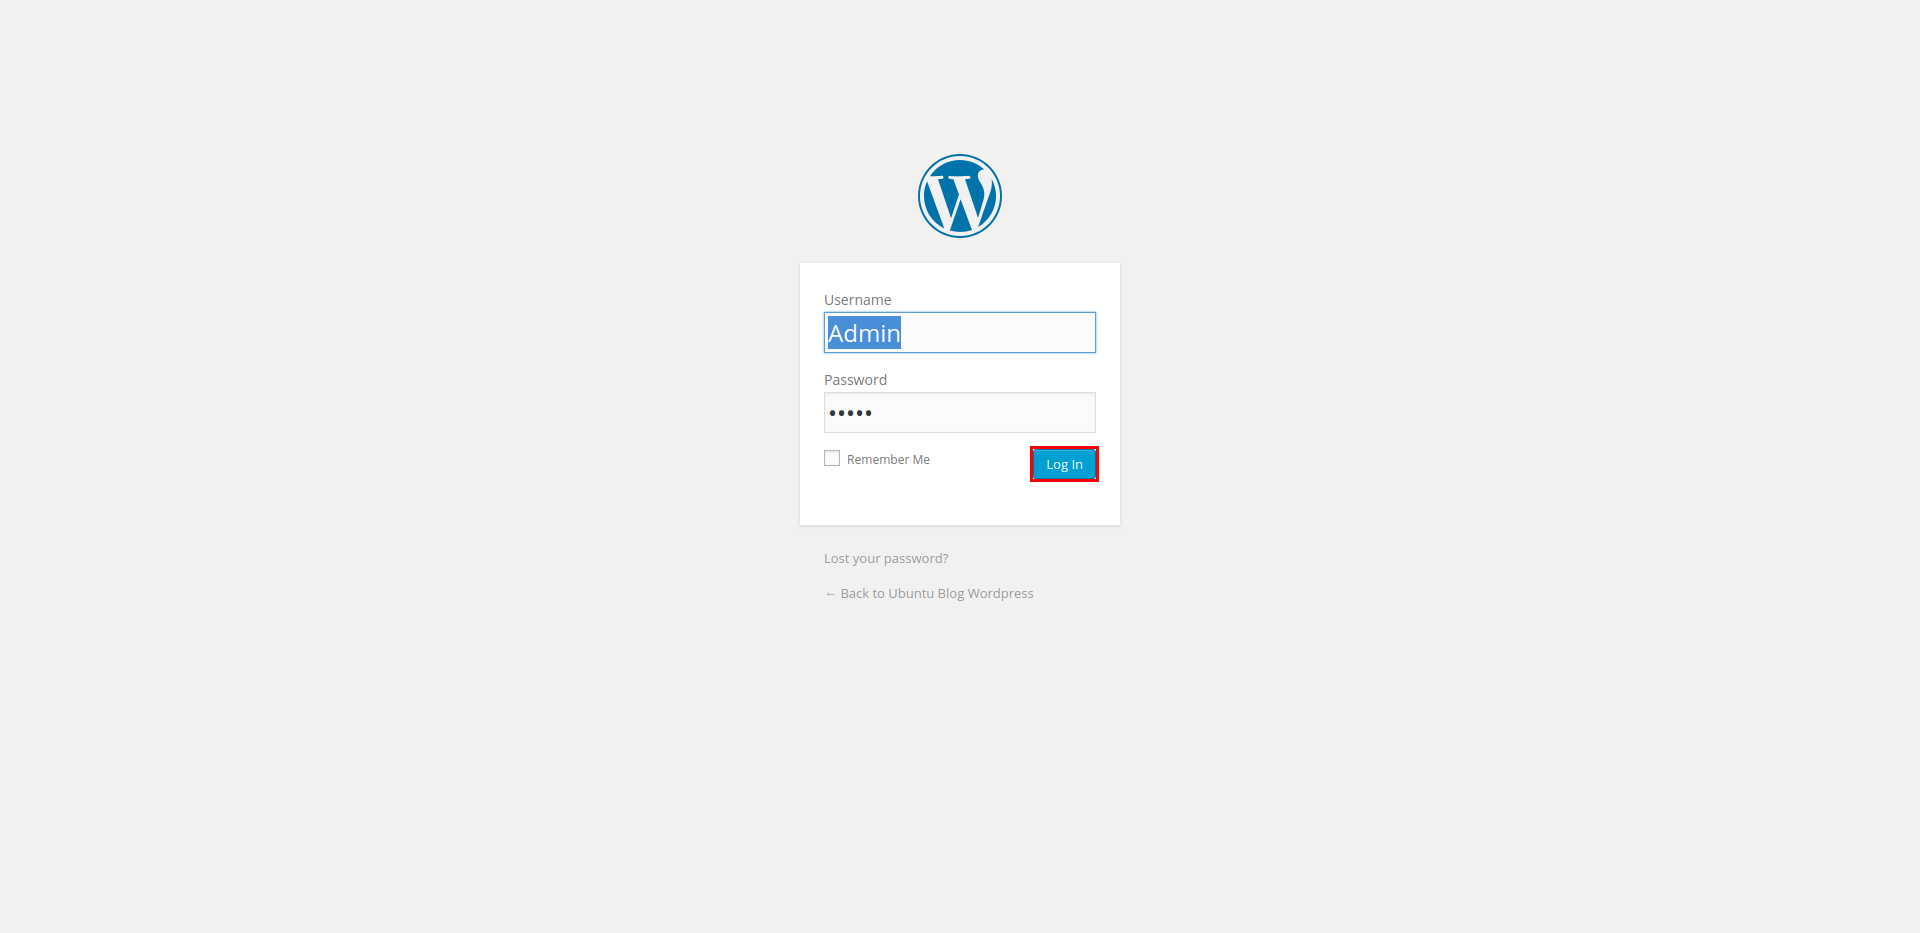 Username
Admin
Password
•••••
Remember Me
Log In
Lost your password?
← Back to Ubuntu Blog Wordpress